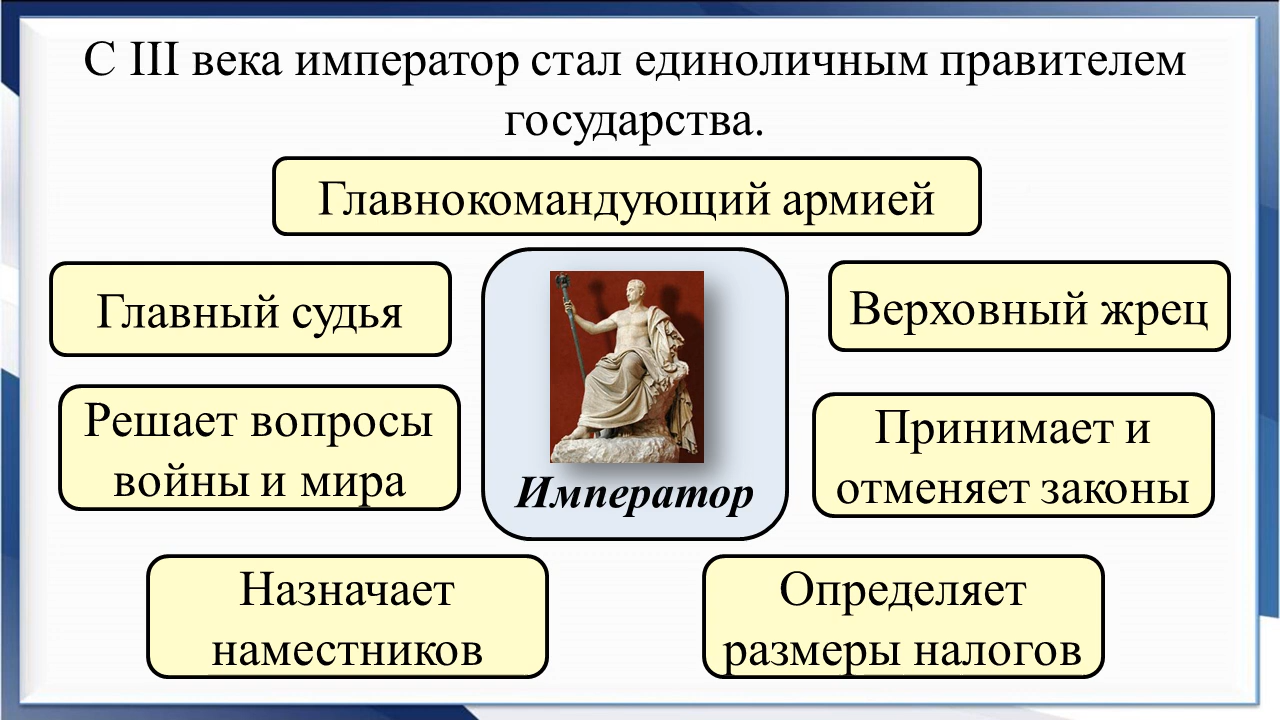 С III века император стал единоличным правителем
государства.
Главнокомандующий армией
Главный судья
Верховный жрец
Решает вопросы
войны и мира
Принимает и
отменяет законы
Император
Назначает
наместников
Определяет
размеры налогов